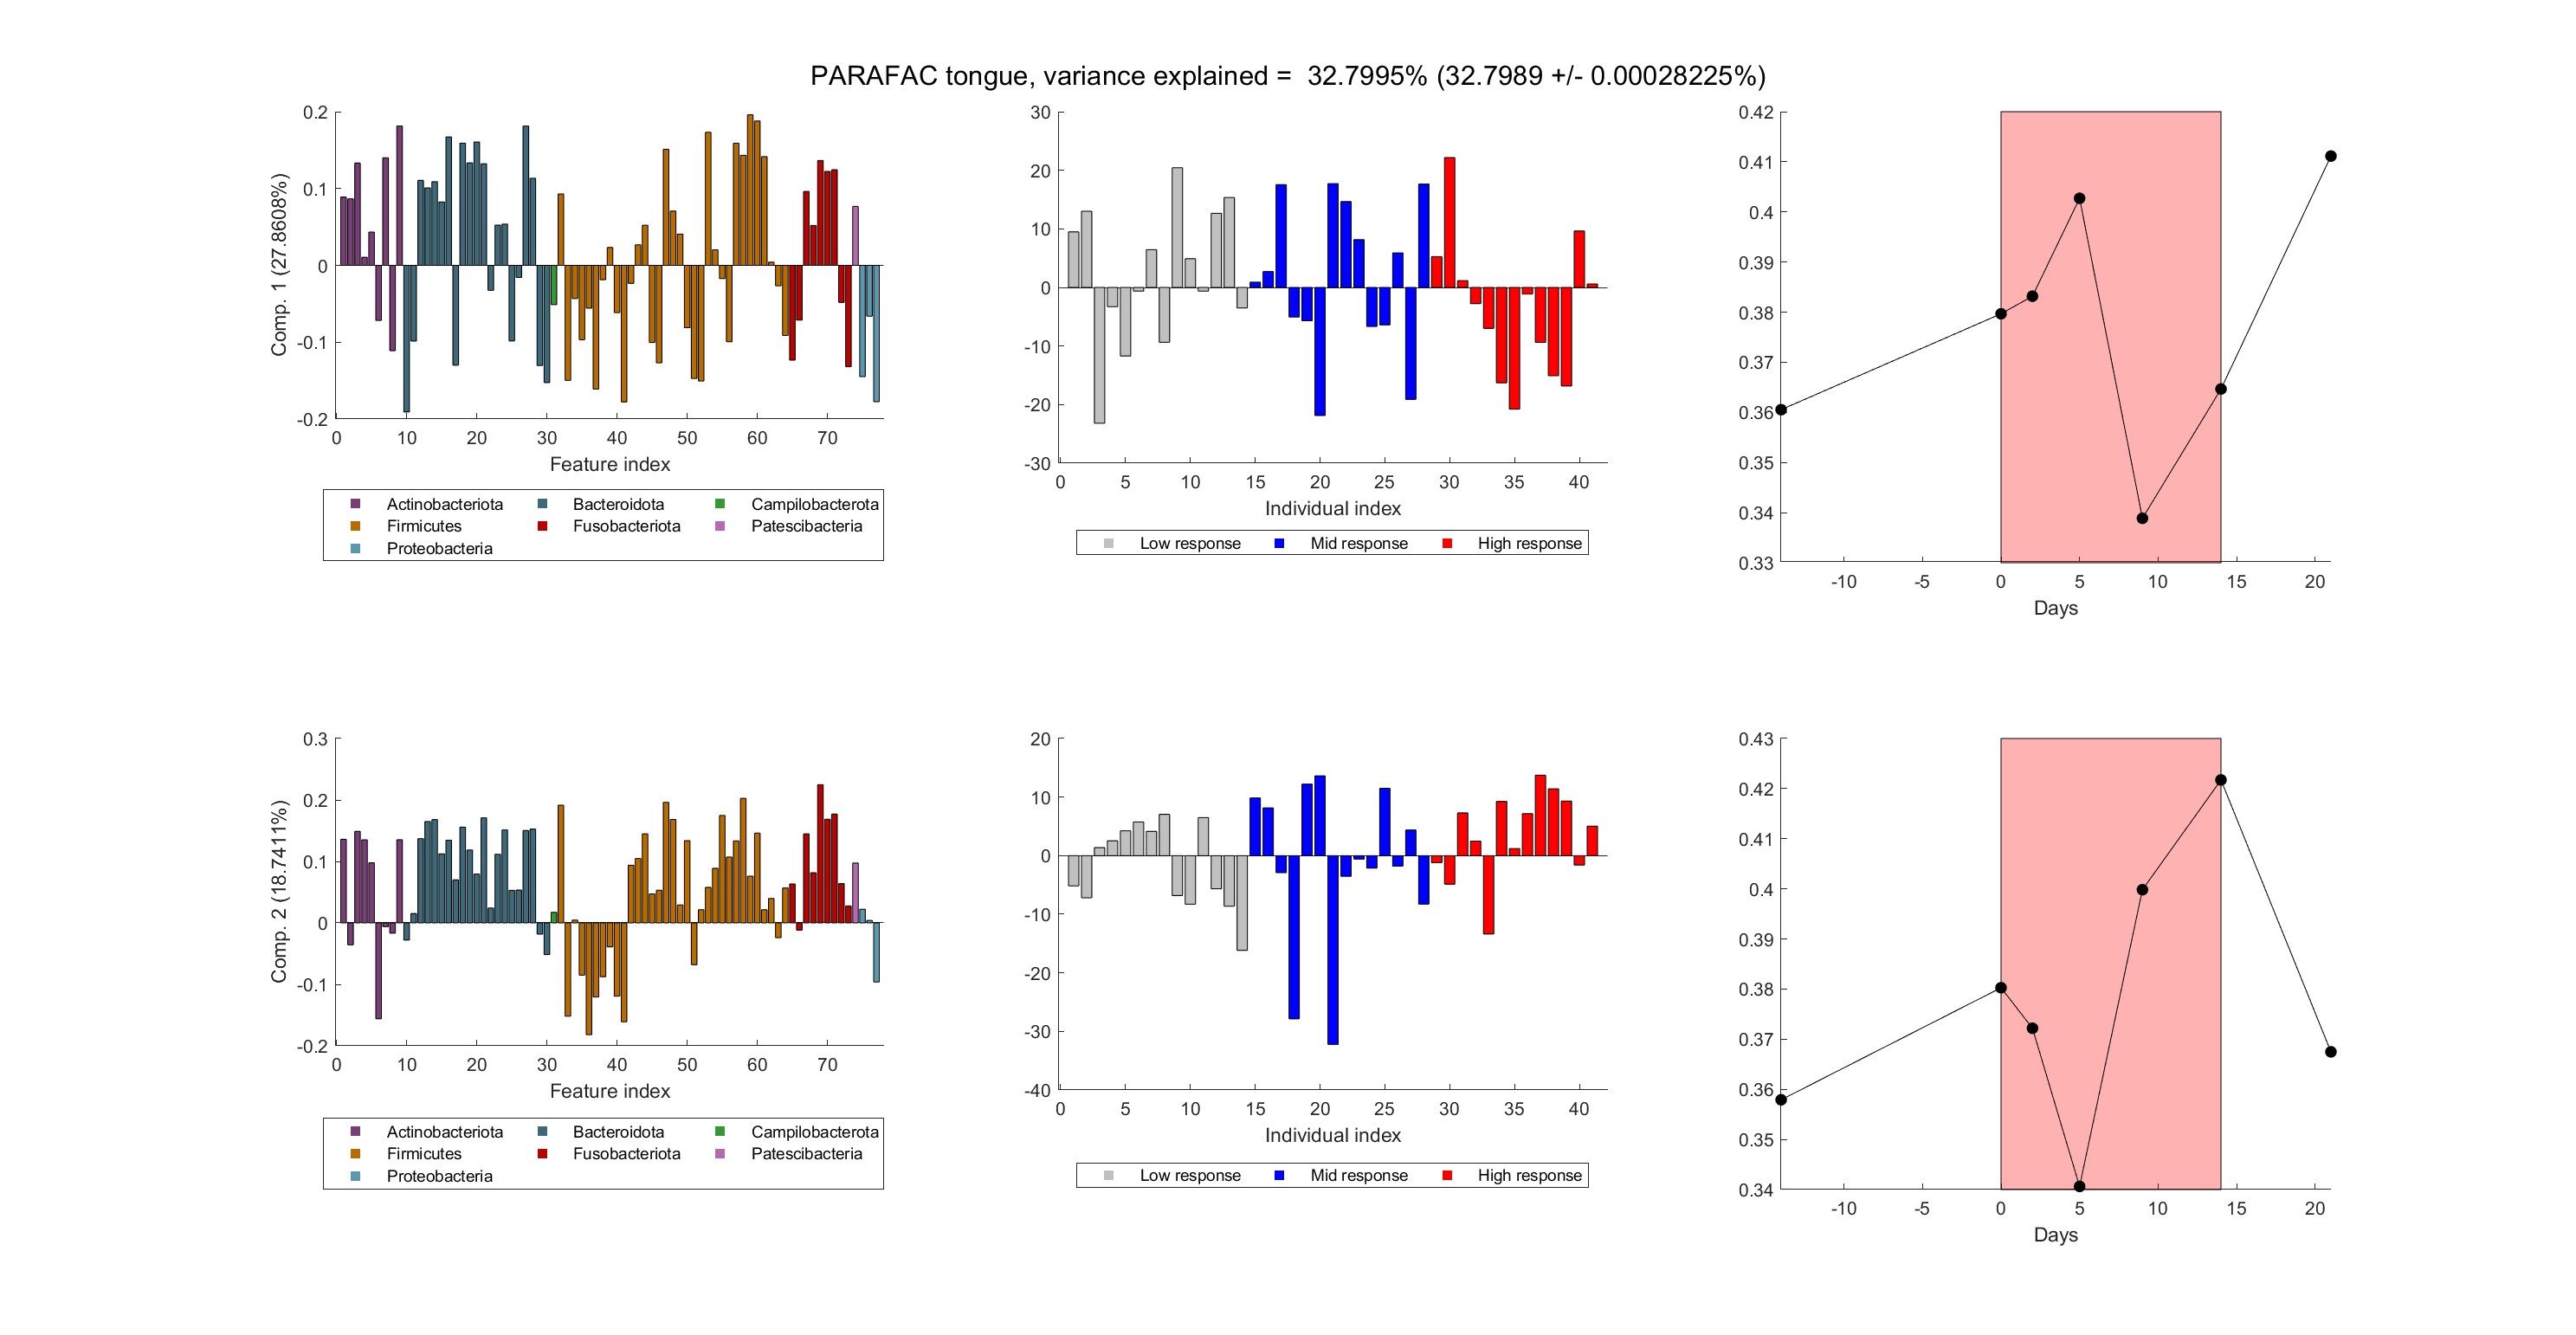 PARAFAC tongue, variance explained =  32.7995% (32.7989 +/- 0.00028225%)
Comp. 1 (27.8608%)
0.2
0.1
0
-0.1
-0.2
0 10 20 30 40 50 60 70
Feature index
Actinobacteriota Bacteroidota Campilobacterota
Firmicutes Fusobacteriota Patescibacteria
Proteobacteria
30
20
10
0
-10
-20
-30
0 5 10 15 20 25 30 35 40
Individual index
Low response Mid response High response
0.42
0.41
0.4
0.39
0.38
0.37
0.36
0.35
0.34
0.33
-10 -5 0 5 10 15 20
Days
Comp. 2 (18.7411%)
0.3
0.2
0.1
0
-0.1
-0.2
0 10 20 30 40 50 60 70
Feature index
Actinobacteriota Bacteroidota Campilobacterota
Firmicutes Fusobacteriota Patescibacteria
Proteobacteria
20
10
0
-10
-20
-30
-40
0 5 10 15 20 25 30 35 40
Individual index
Low response Mid response High response
0.43
0.42
0.41
0.4
0.39
0.38
0.37
0.36
0.35
0.34
-10 -5 0 5 10 15 20
Days